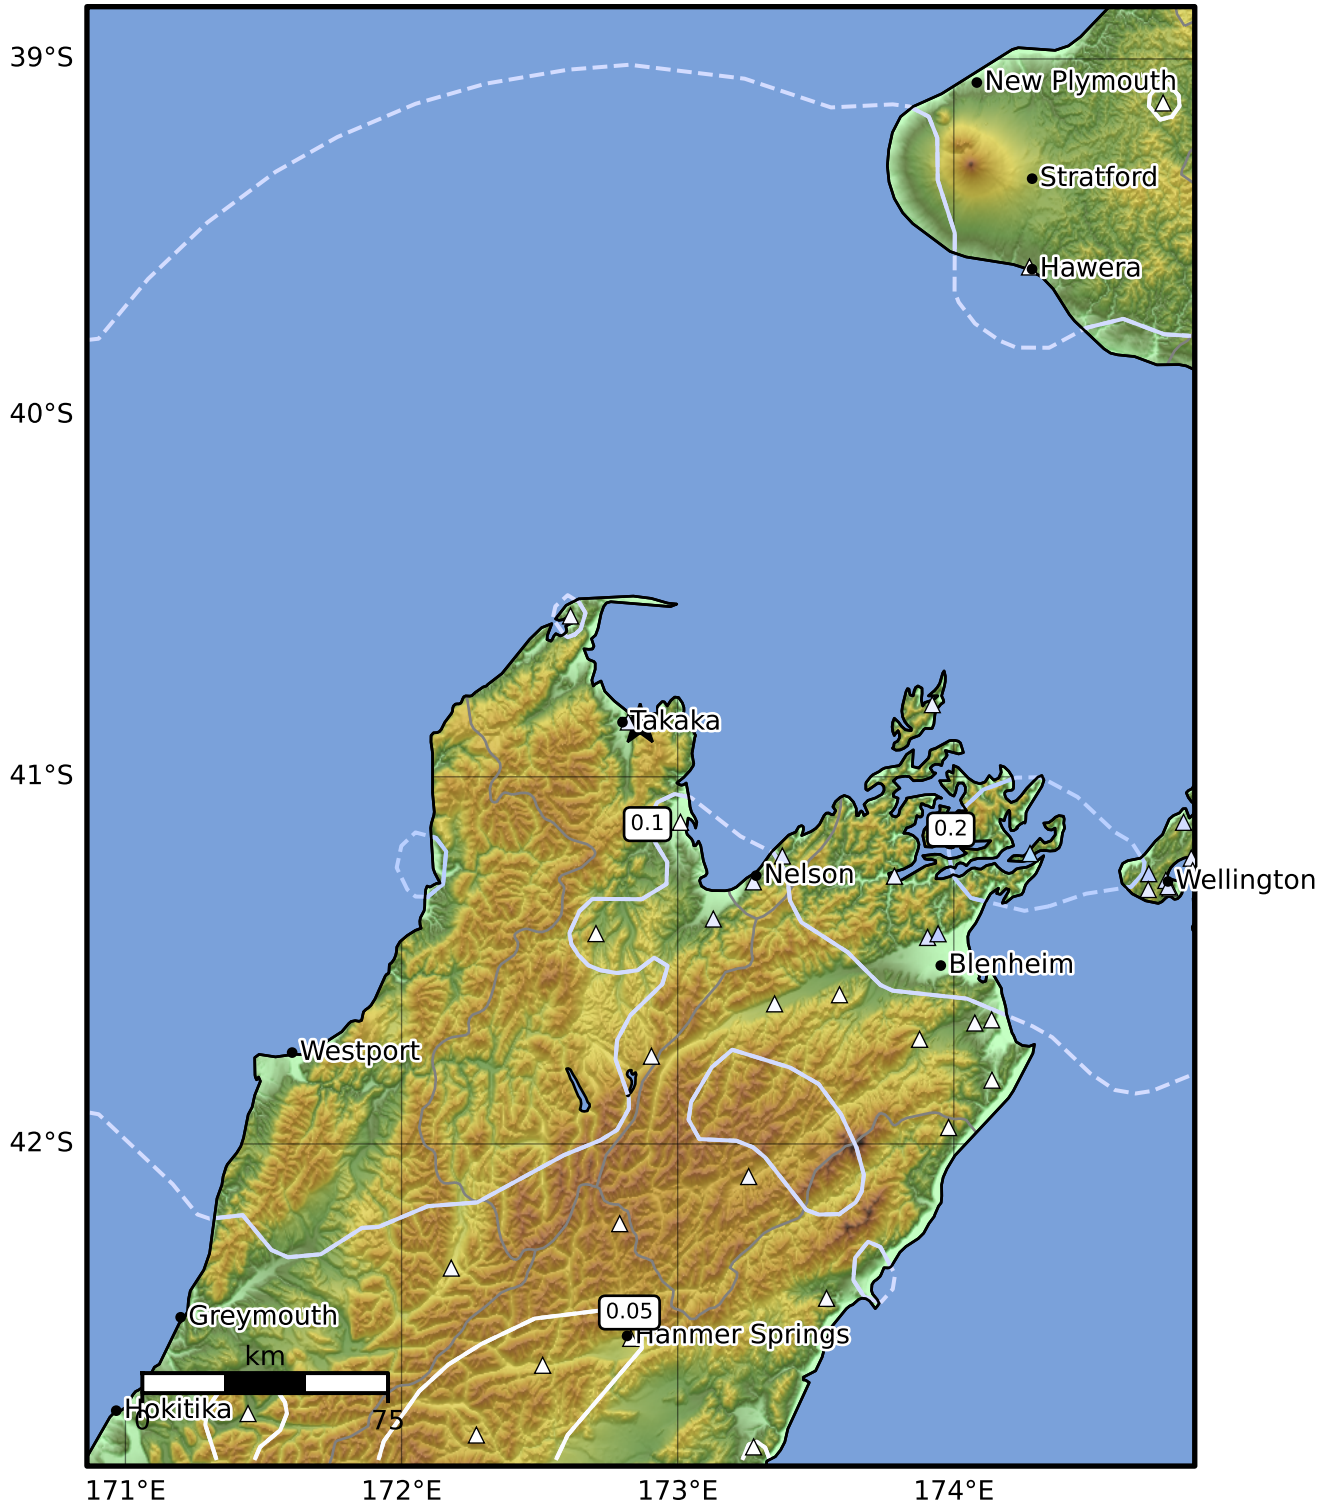 39°S
New Plymouth
Stratford
Hawera
40°S
Takaka
41°S
0.1
0.2
Nelson
Wellington
Blenheim
Westport
42°S
0.05
Greymouth
Hanmer Springs
km
Hokitika
0
75
171°E
172°E
173°E
174°E